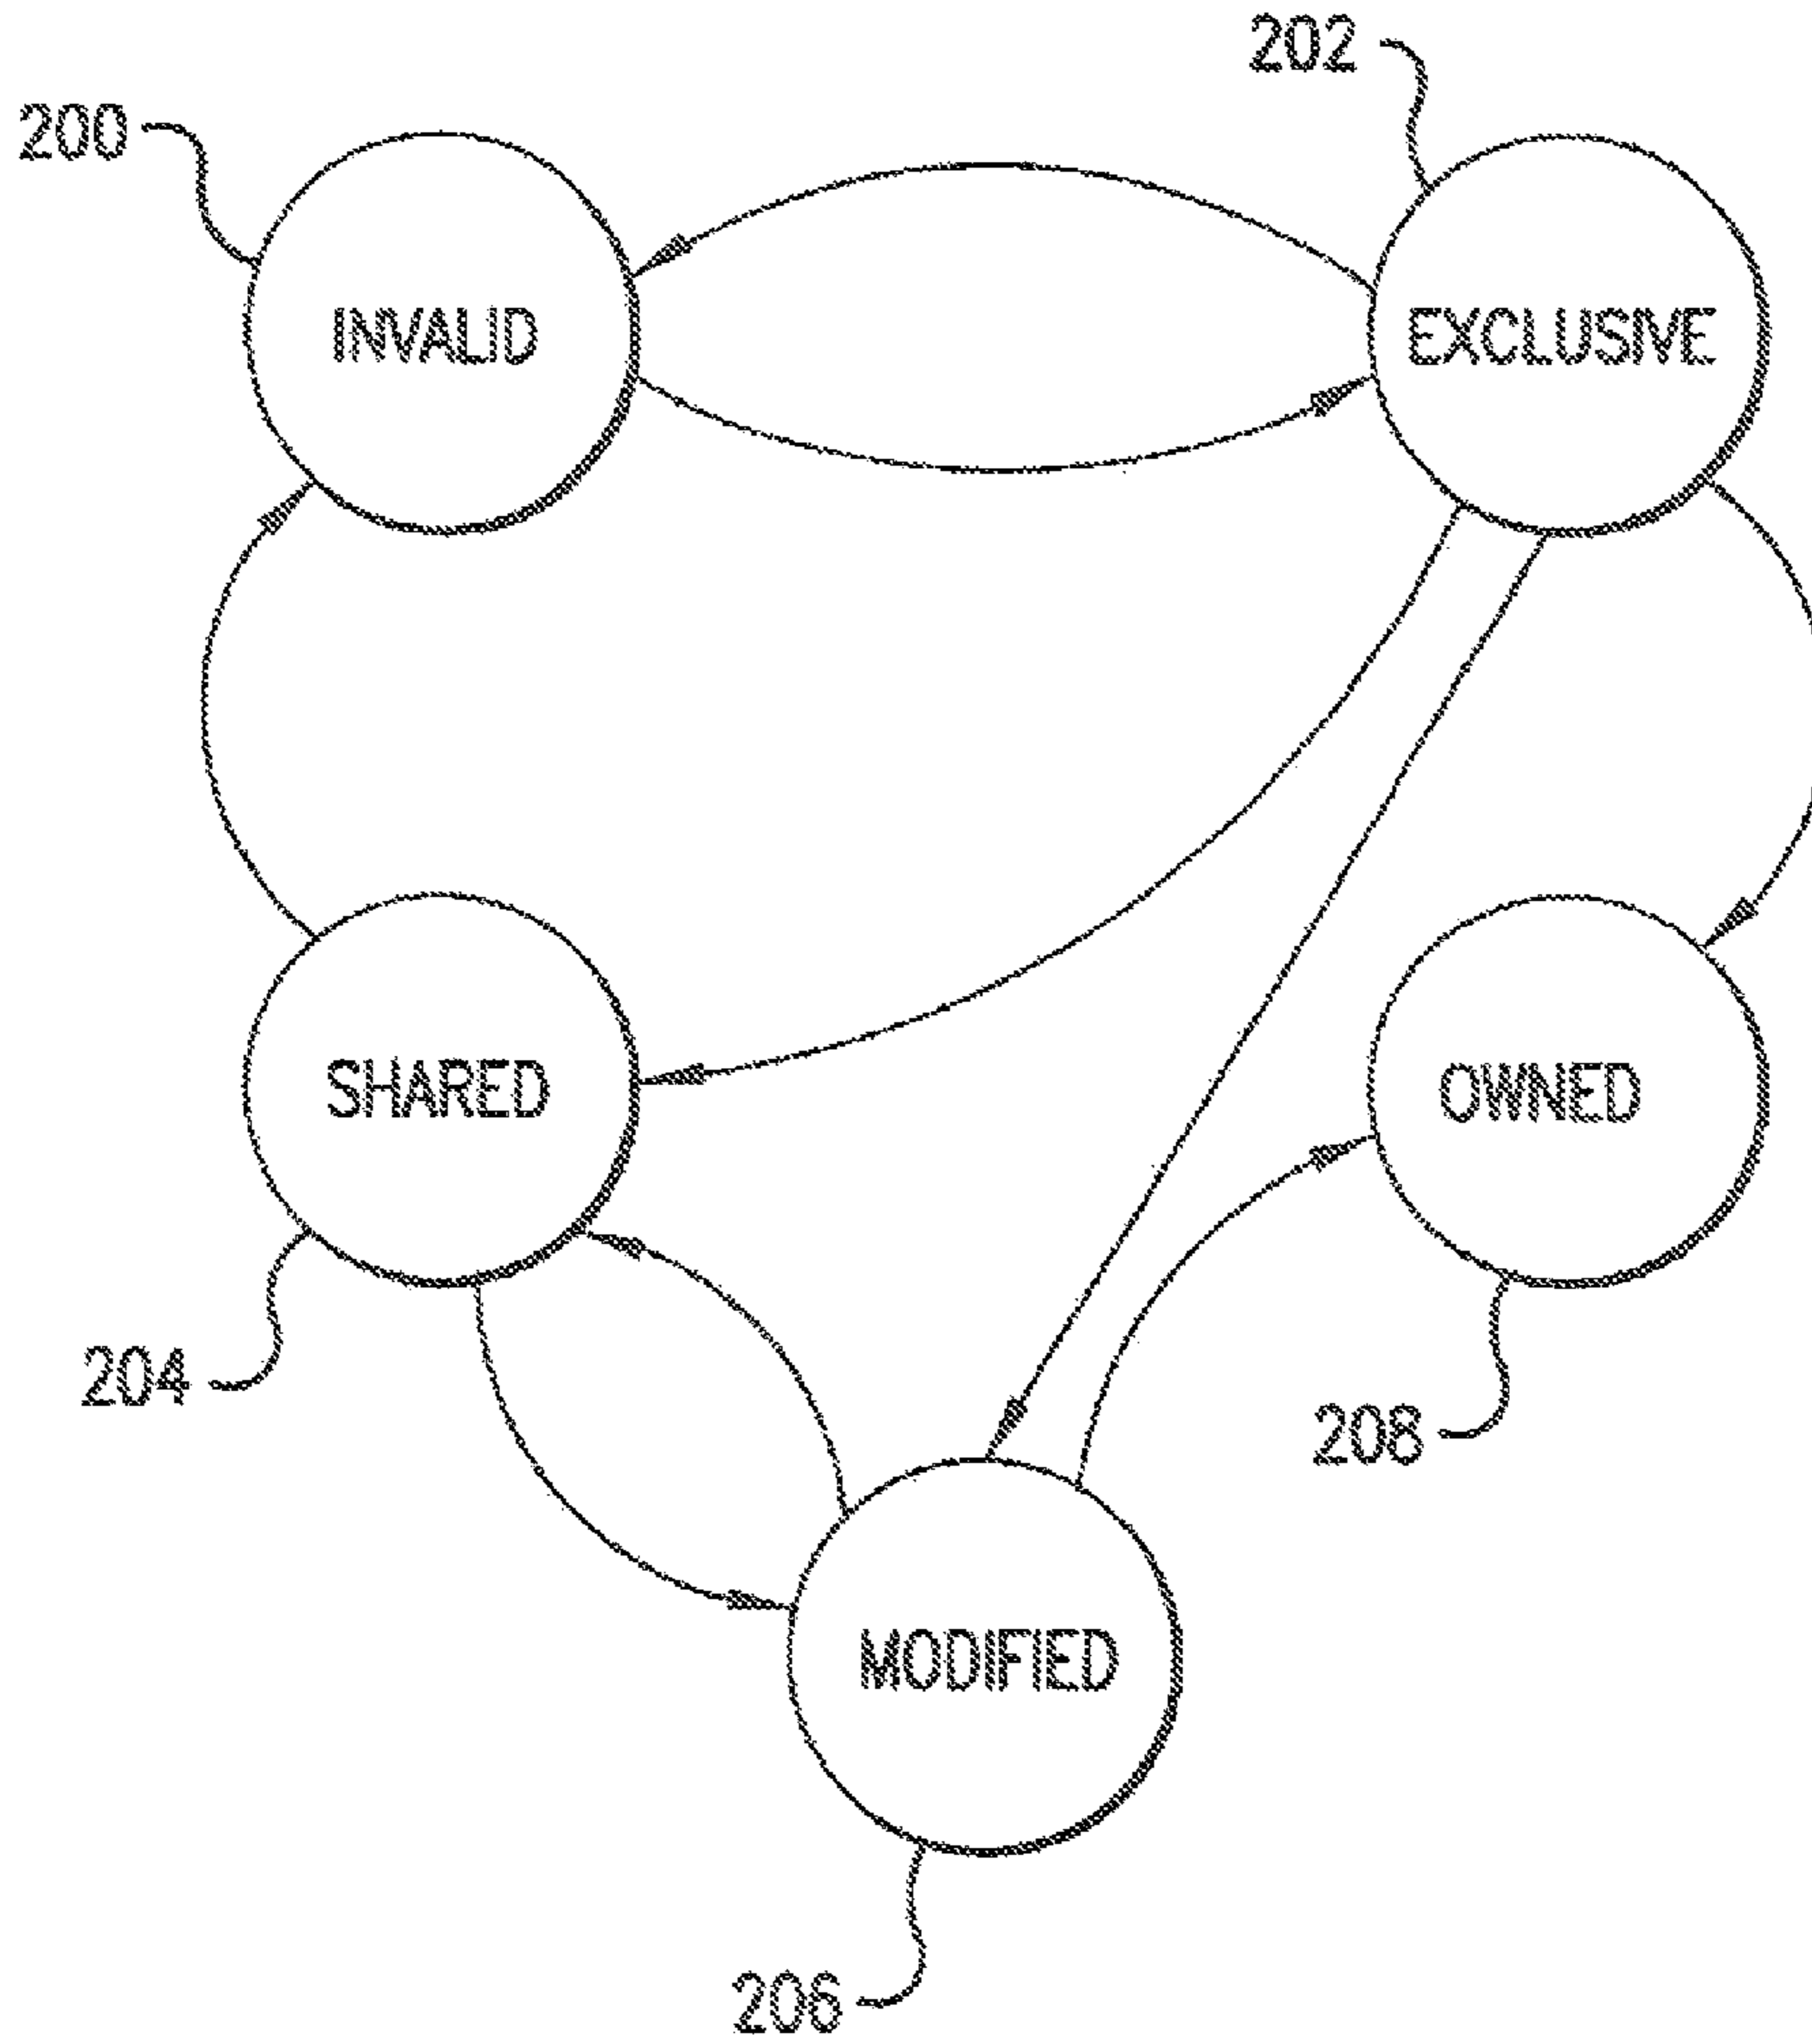 202
200
INVALID
EXCLUSIVE
SHARED
OWNED
204
208
MODIFIED
206